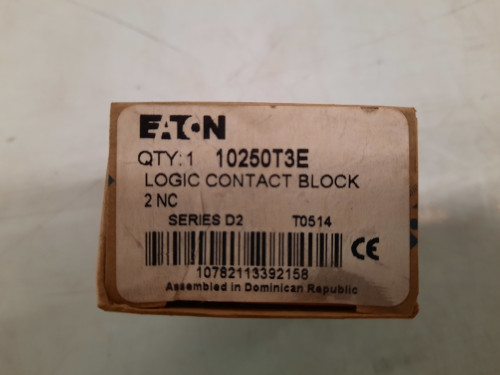 EATON
QTY:1 10250T3E
LOGIC CONTACT BLOCK
2 NC
SERIES D2 T0514
CE
10782113392158
Assembled in Dominican Republic